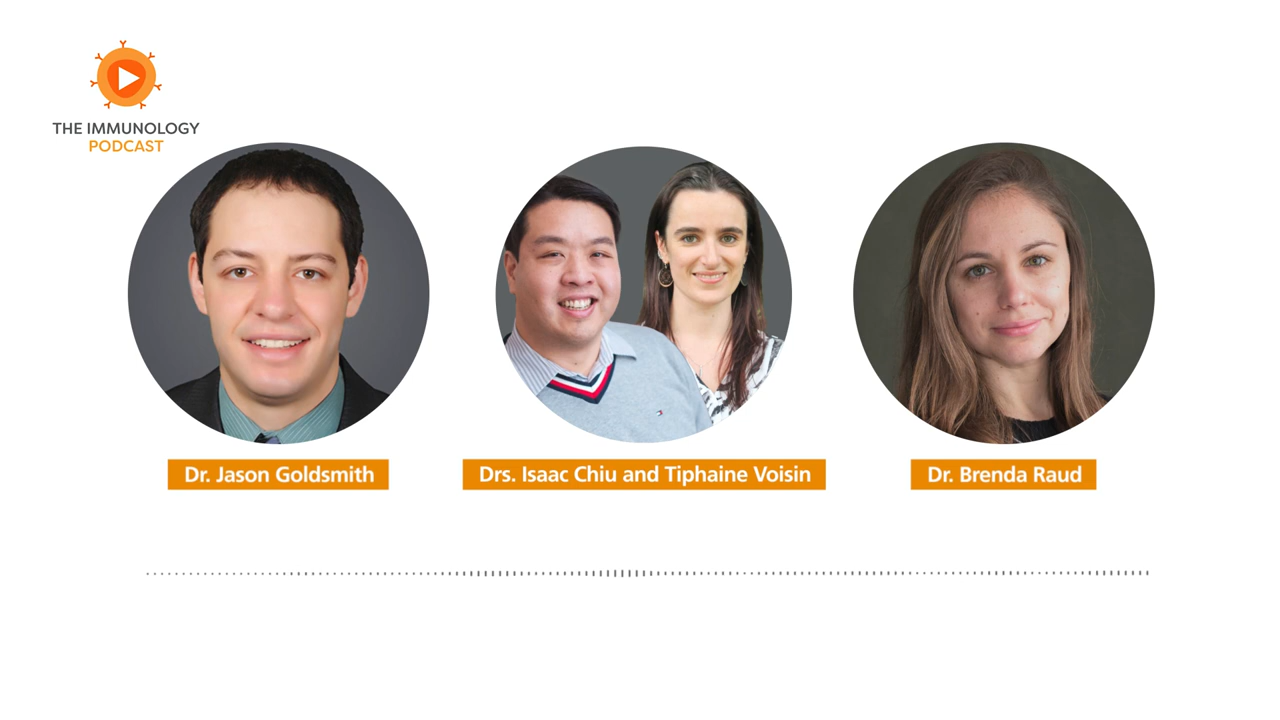 THE IMMUNOLOGY
PODCAST
Dr. Jason Goldsmith
Drs. Isaac Chiu and Tiphaine Voisin
Dr. Brenda Raud